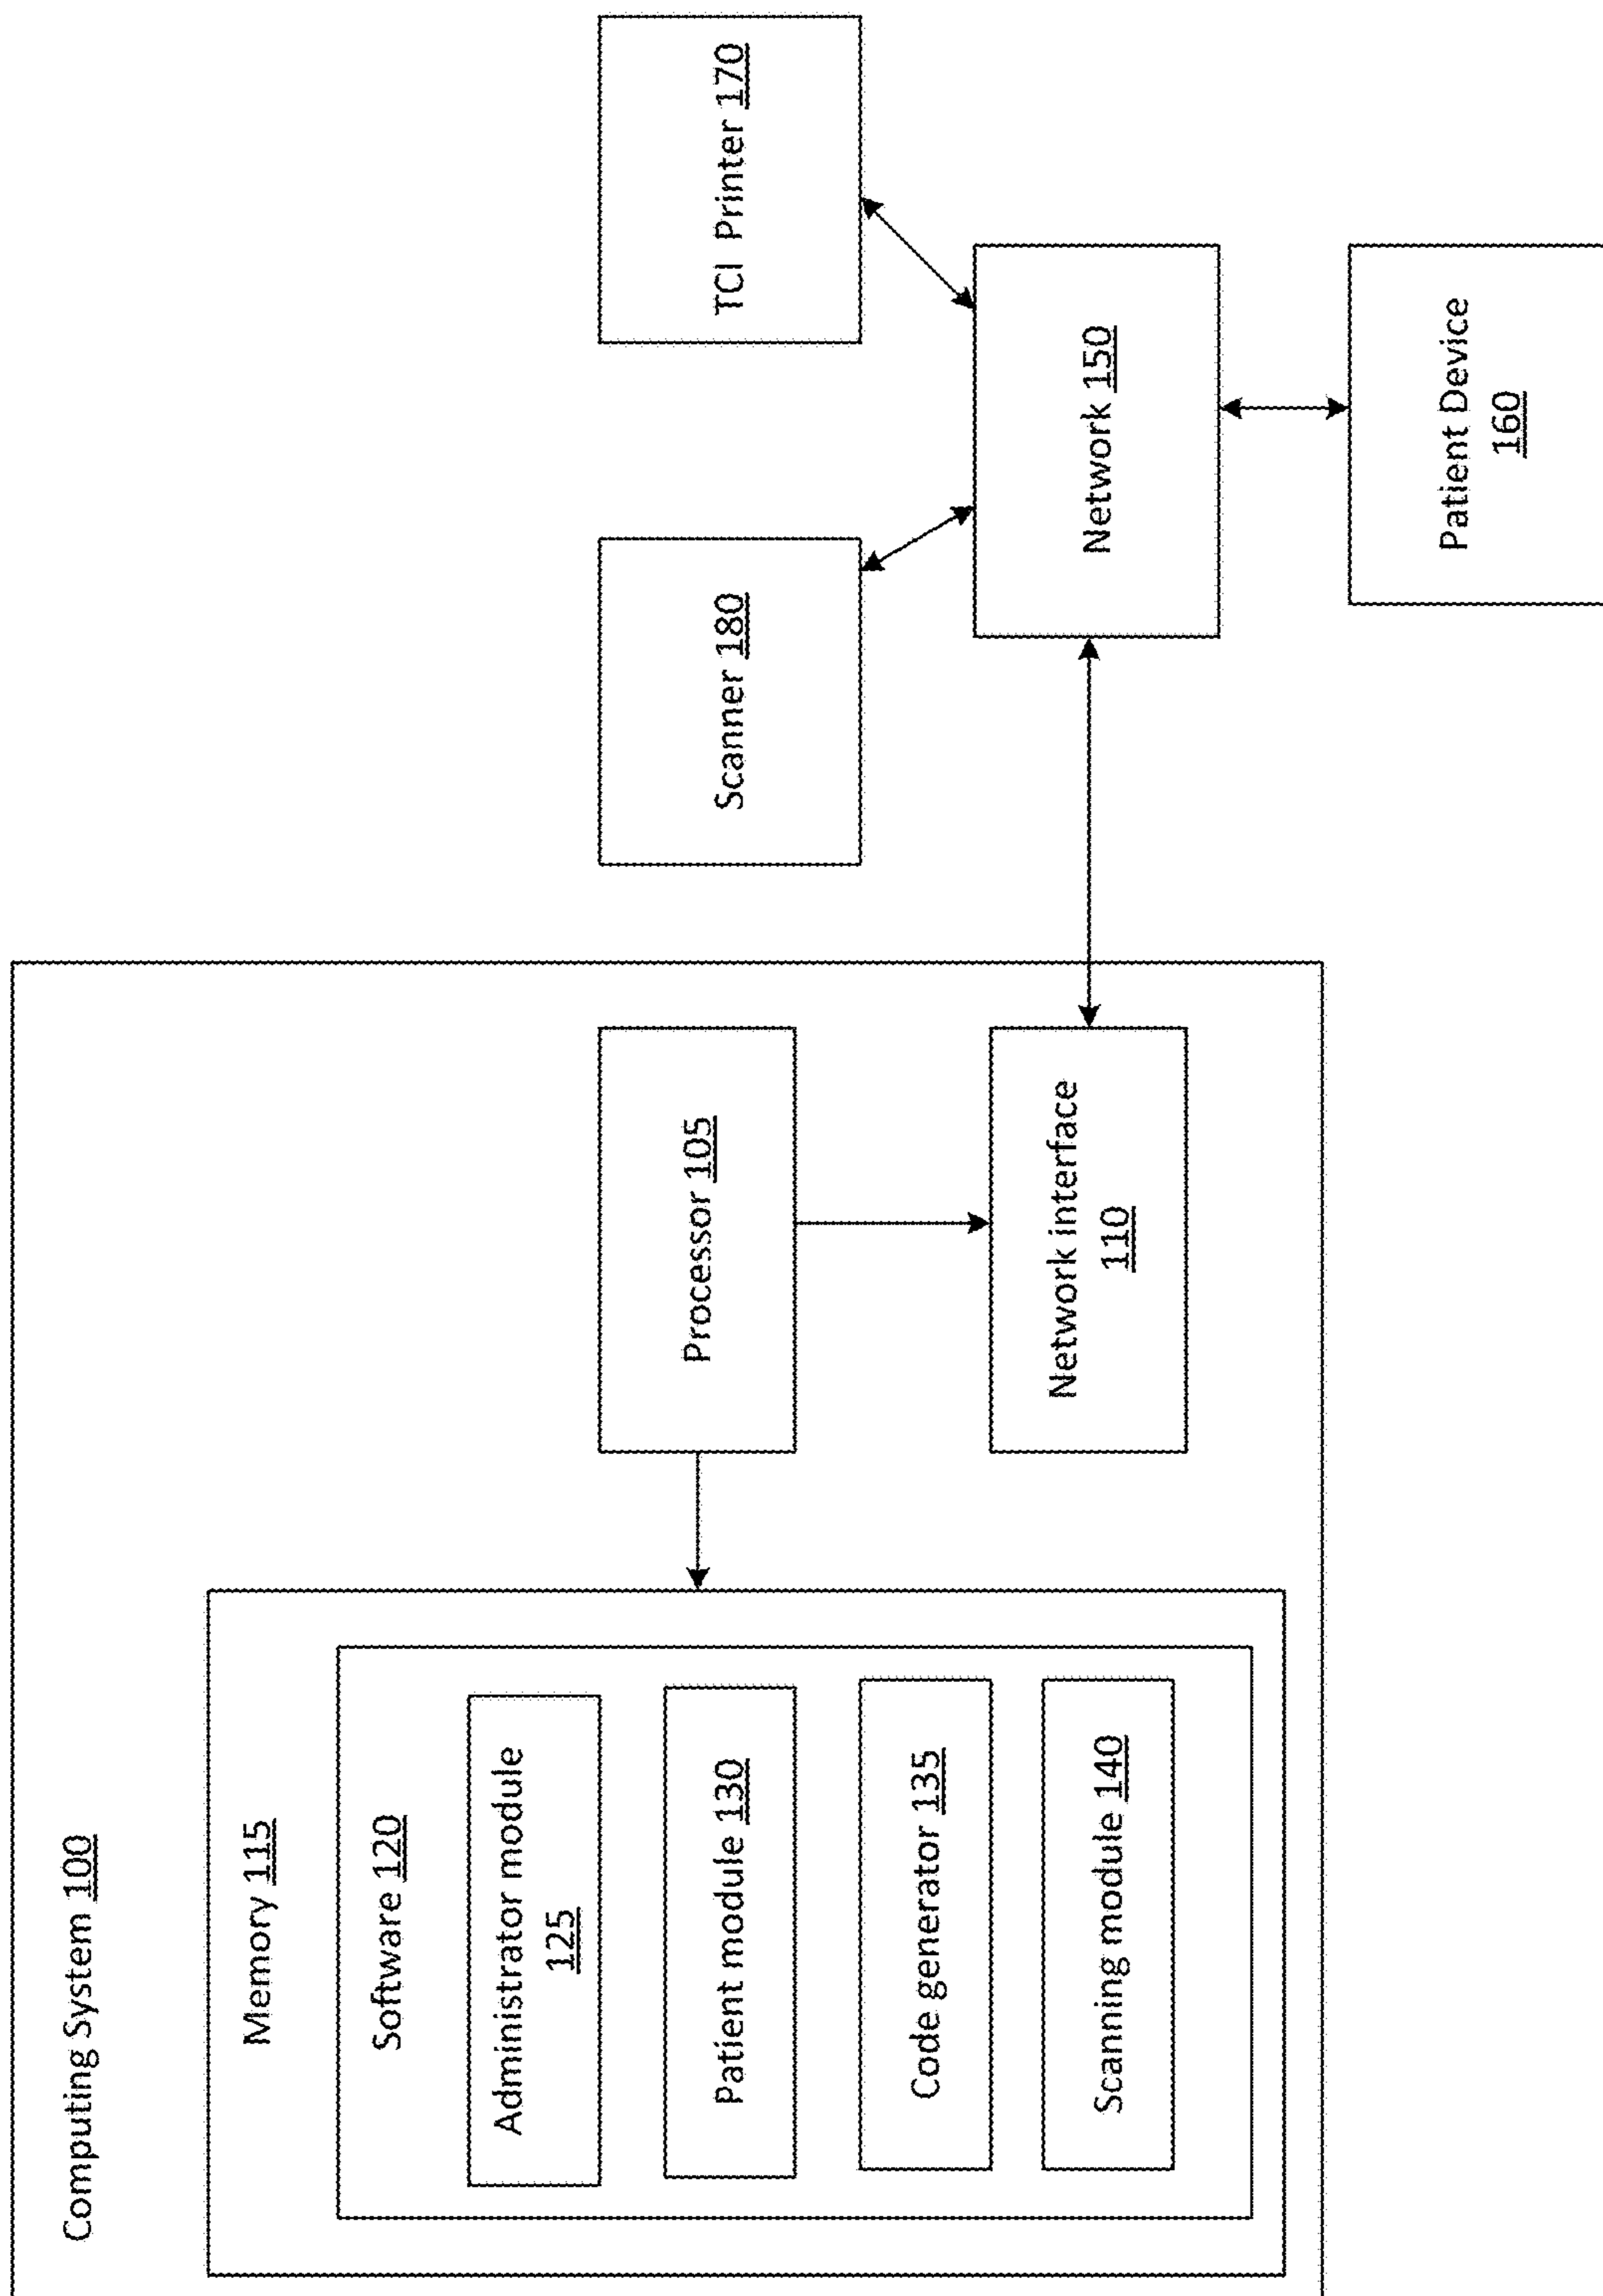 Computing System 100
Memory 115
Software 120
Administrator module
125
Patient module 130
Code generator 135
Scanning module 140
Processor 105
Network interface
110
Scanner 180
TCI Printer 170
Network 150
Patient Device
160